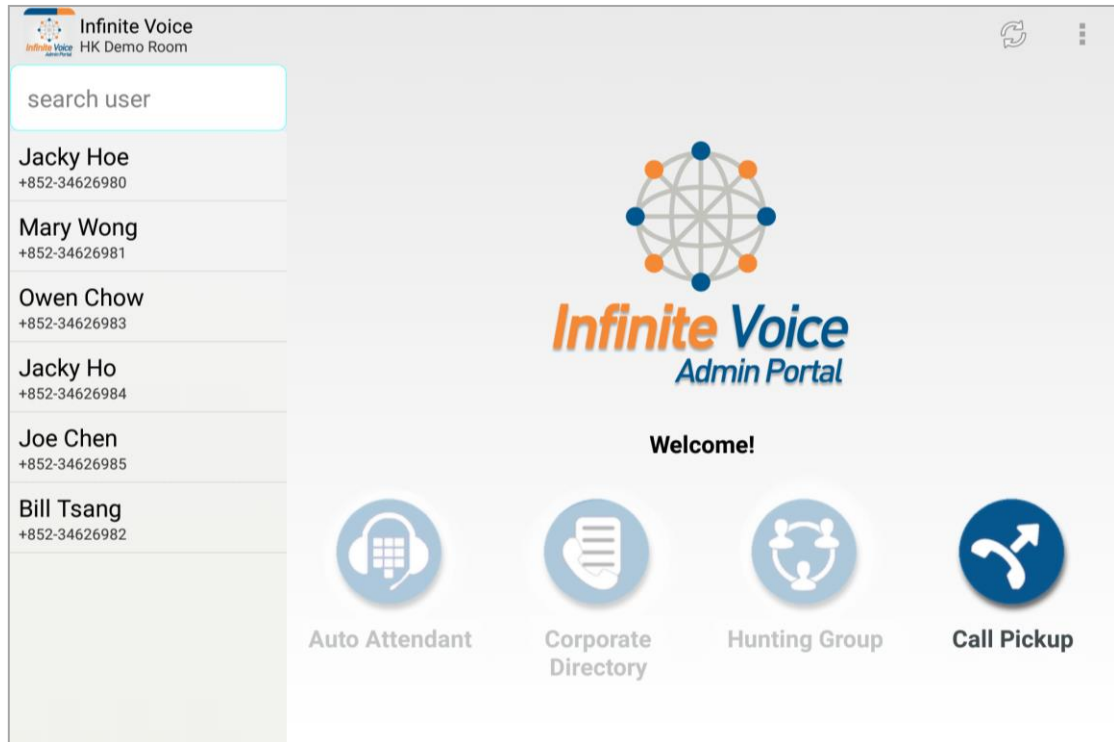 Infinite Voice
HK Demo Room
Infinite Voice
Admin Portal
search user
Jacky Hoe
+852-34626980
Mary Wong
+852-34626981
Owen Chow
+852-34626983
Jacky Ho
+852-34626984
Joe Chen
+852-34626985
Bill Tsang
+852-34626982
Infinite Voice
Admin Portal
Welcome!
Auto Attendant
Corporate
Directory
Hunting Group
Call Pickup